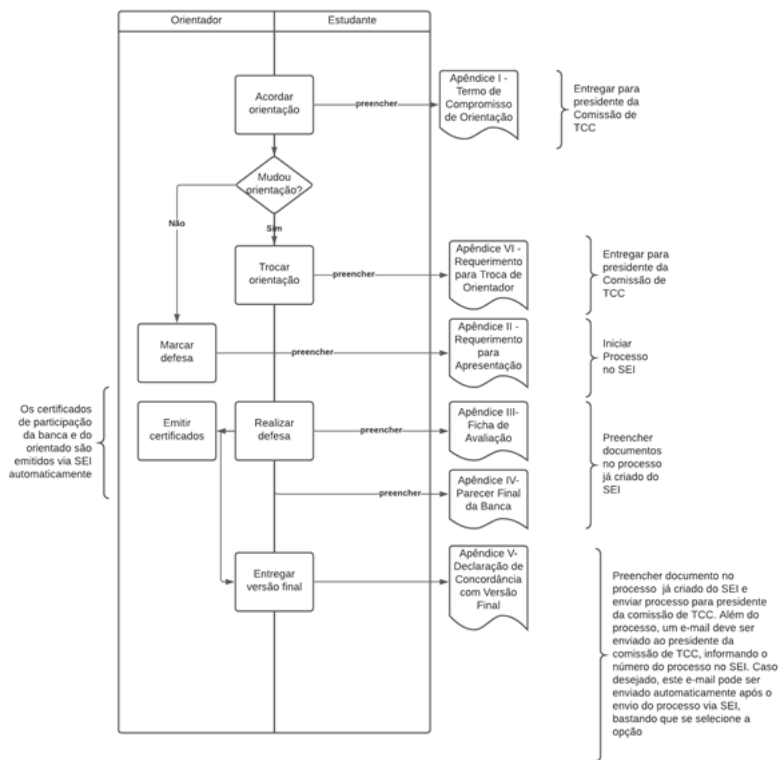 Orientador
Estudante
Acordar
orientação
preencher
Apêndice I -
Termo de
Compromisso
de Orientação
Entregar para
presidente da
Comissão de
TCC
Mudou
orientação?
Não
Sim
Trocar
orientação
preencher
Apêndice VI -
Requerimento
para Troca de
Orientador
Entregar para
presidente da
Comissão de
TCC
Marcar
defesa
preencher
Apêndice II -
Requerimento
para
Apresentação
Iniciar
Processo
no SEI
Os certificados
de participação
da banca e do
orientado são
emitidos via SEI
automaticamente
Emitir
certificados
Realizar
defesa
preencher
Apêndice III-
Ficha de
Avaliação
preencher
Apêndice IV-
Parecer Final
da Banca
Preencher
documentos
no processo
já criado do
SEI
Entregar
versão final
Apêndice V-
Declaração de
Concordância
com Versão
Final
Preencher documento no
processo já criado do SEI e
enviar processo para presidente
da comissão de TCC. Além do
processo, um e-mail deve ser
enviado ao presidente da
comissão de TCC, informando o
número do processo no SEI. Caso
desejado, este e-mail pode ser
enviado automaticamente após o
envio do processo via SEI,
bastando que se selecione a
opção